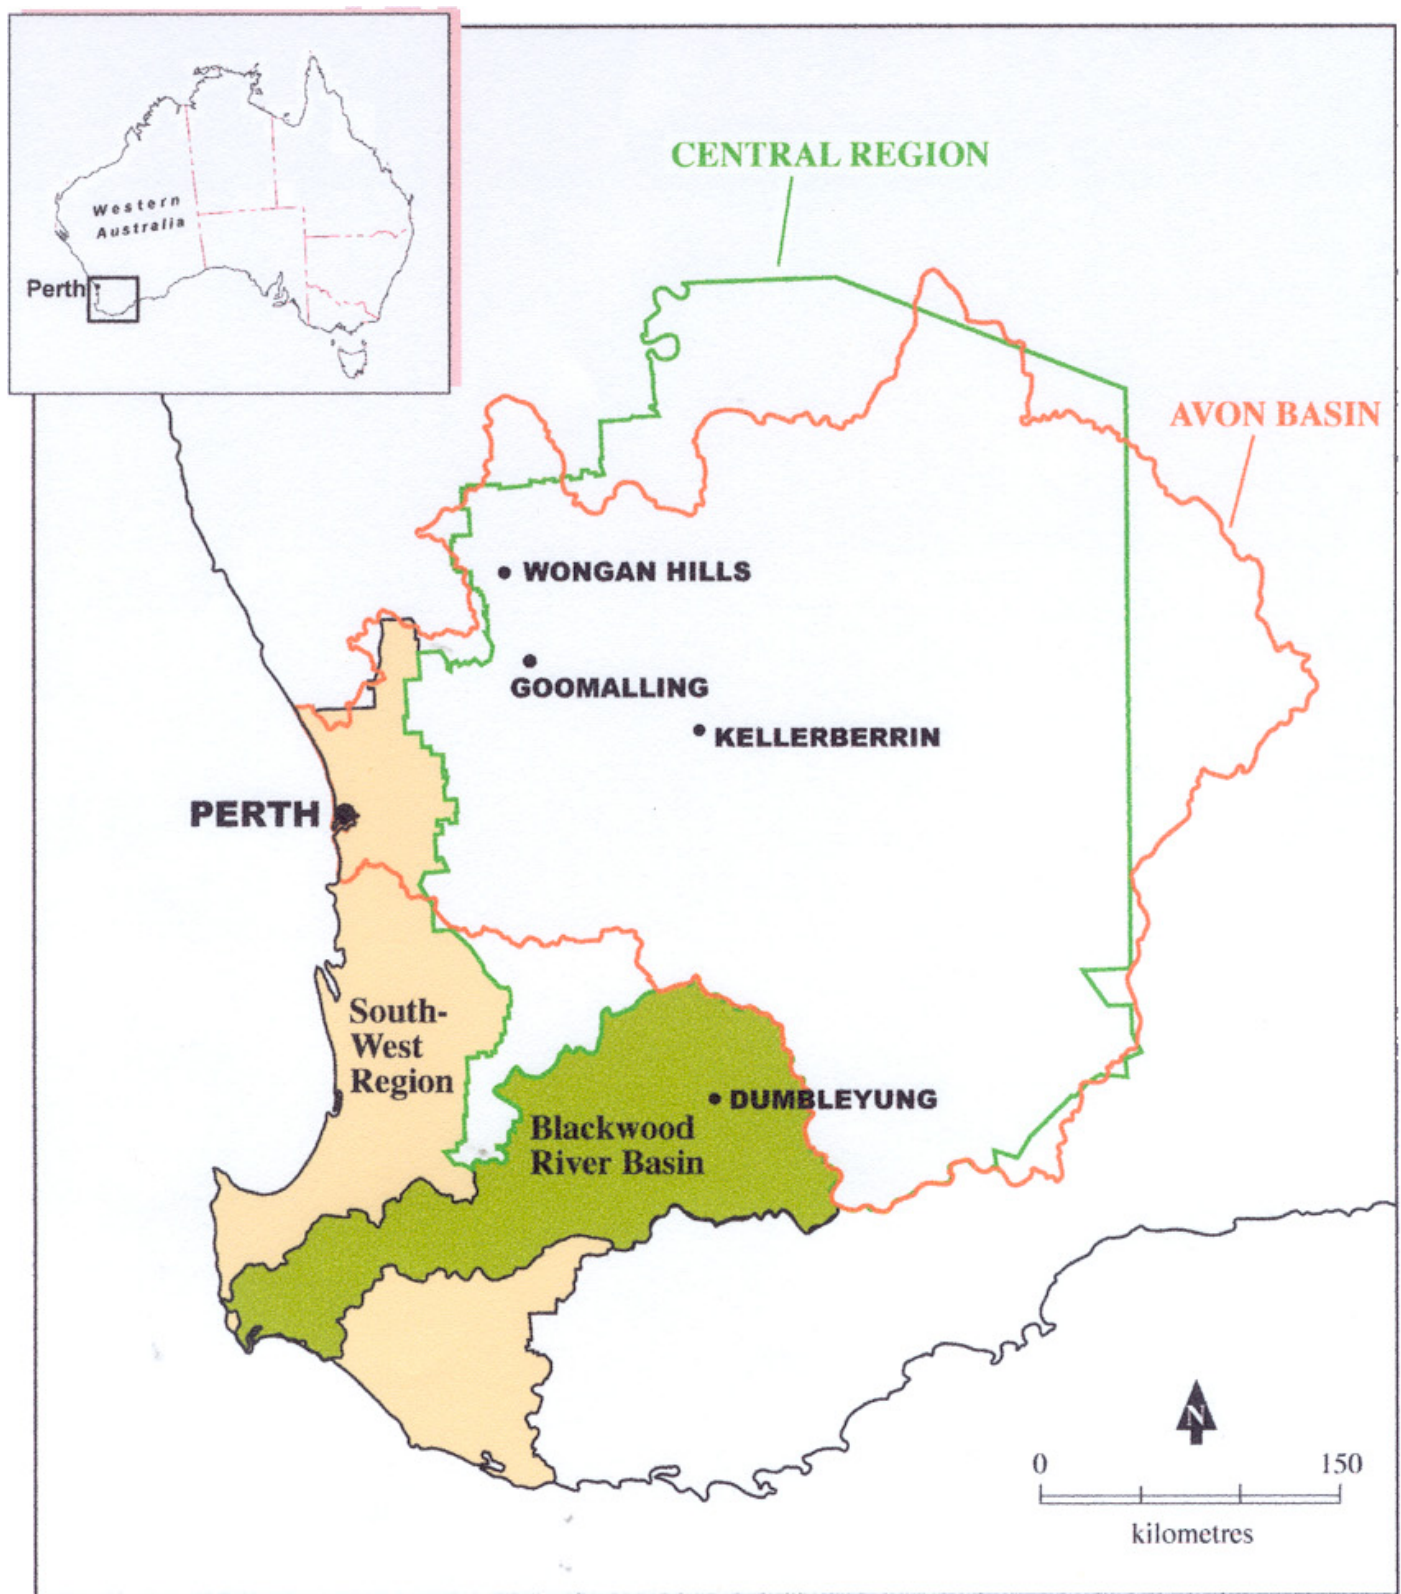 Western
Australia
Perth
CENTRAL REGION
AVON BASIN
WONGAN HILLS
GOOMALLING
KELLERBERRIN
PERTH
South-
West
Region
DUMBLEYUNG
Blackwood
River Basin
N
0 150
kilometres